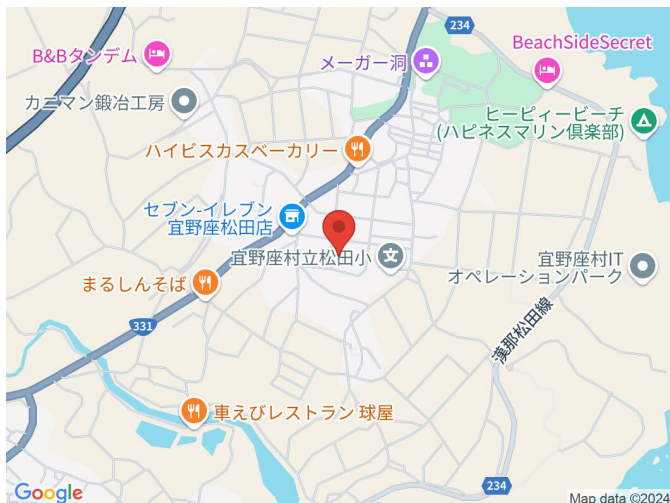 234
BeachSideSecret
B&Bタンデム
メーガー洞
カニマン鍛冶工房
ヒーピィービーチ
(ハピネスマリン倶楽部)
ハイビスカスベーカリー
セブン-イレブン
宜野座松田店
宜野座村立松田小
文
宜野座村IT
オペレーションパーク
まるしんそば
331
漢那松田線
車えびレストラン 球屋
234
Google
Map data ©2024